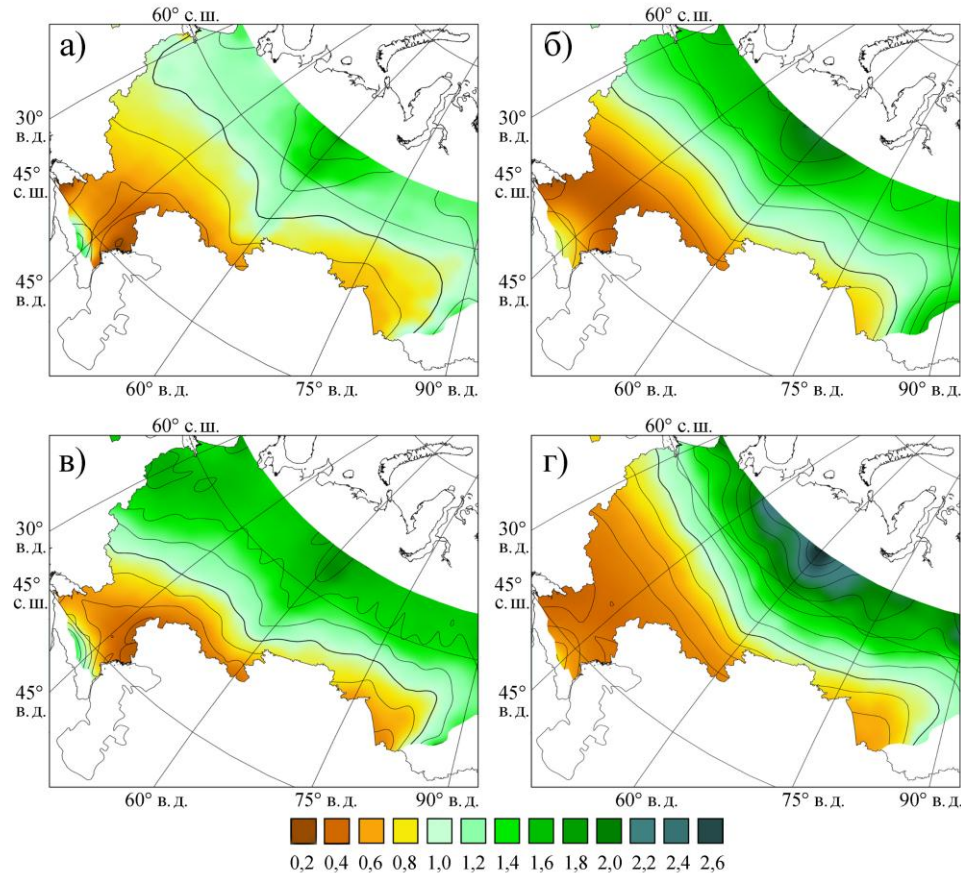 60° с. ш.
60° с. ш.
а)
б)
30°
в. д.
45°
с. ш.
45°
в. д.
30°
в. д.
45°
с. ш.
45°
в. д.
60° в. д.
75° в. д.
90° в. д.
60° в. д.
75° в. д.
90° в. д.
60° с. ш.
60° с. ш.
в)
г)
30°
в. д.
45°
с. ш.
45°
в. д.
30°
в. д.
45°
с. ш.
45°
в. д.
60° в. д.
75° в. д.
90° в. д.
60° в. д.
75° в. д.
90° в. д.
0,2 0,4 0,6 0,8 1,0 1,2 1,4 1,6 1,8 2,0 2,2 2,4 2,6